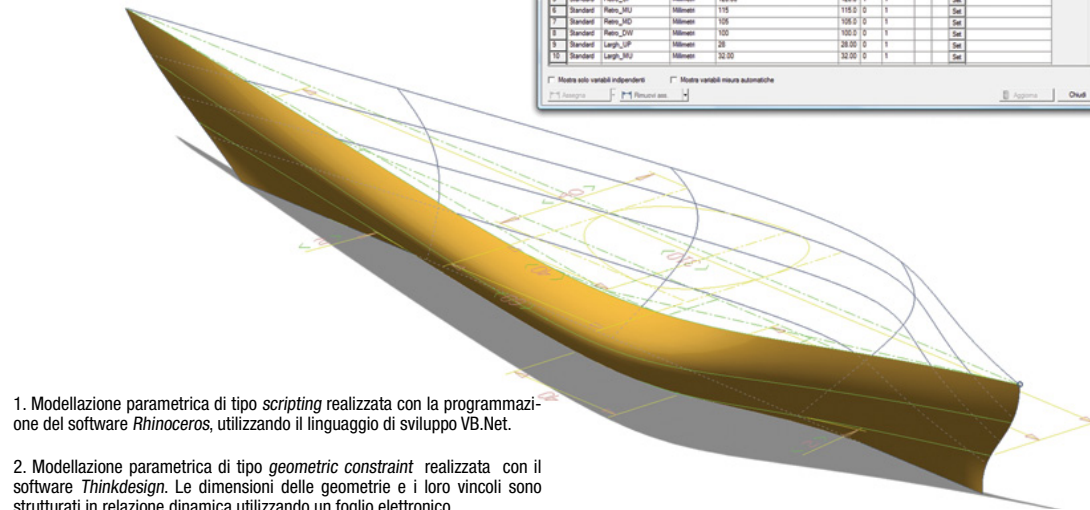 6 Standard Retro_MU Millimetri 115 115.0 0 1 Set
7 Standard Retro_MD Millimetri 105 105.0 0 1 Set
8 Standard Retro_DW Millimetri 100 100.0 0 1 Set
9 Standard Largh_UP Millimetri 28 28.00 0 1 Set
10 Standard Largh_MU Millimetri 32.00 32.00 0 1 Set
Mostra solo variabili indipendenti Mostra variabili misura automatiche
Assegna Rimuovi ass. Aggiorna Chiudi
1. Modellazione parametrica di tipo scripting realizzata con la programmazi-
one del software Rhinoceros, utilizzando il linguaggio di sviluppo VB.Net.
2. Modellazione parametrica di tipo geometric constraint realizzata con il
software Thinkdesign. Le dimensioni delle geometrie e i loro vincoli sono
strutturati in relazione dinamica utilizzando un foglio elettronico.